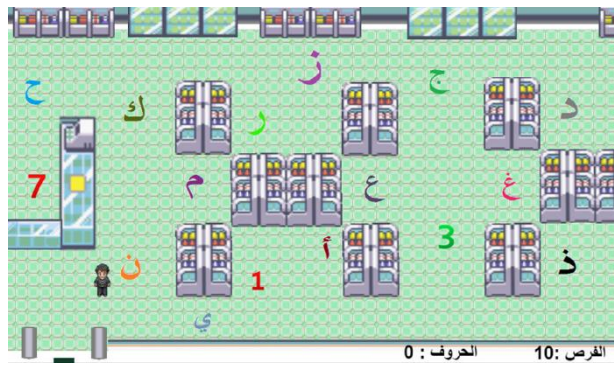 ز
ج
ح
ك
ر
د
7
م
ع
غ
3
أ
ن
1
ذ
ي
الفرص :10 الحروف : 0